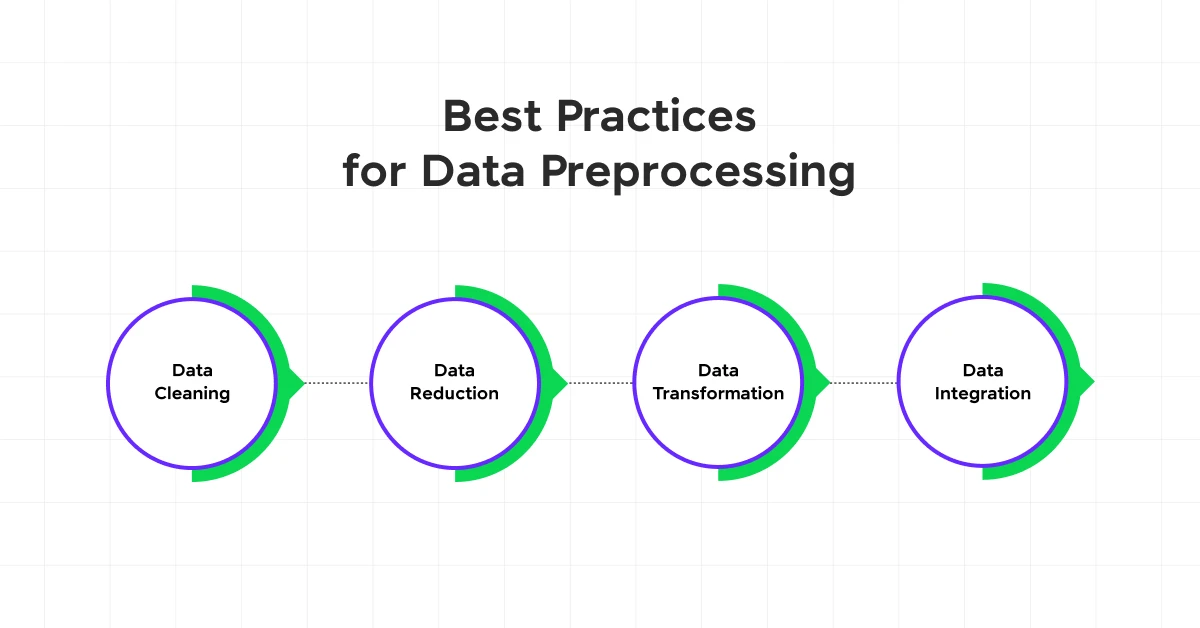 Best Practices
for Data Preprocessing
Data
Cleaning
Data
Reduction
Data
Transformation
Data
Integration